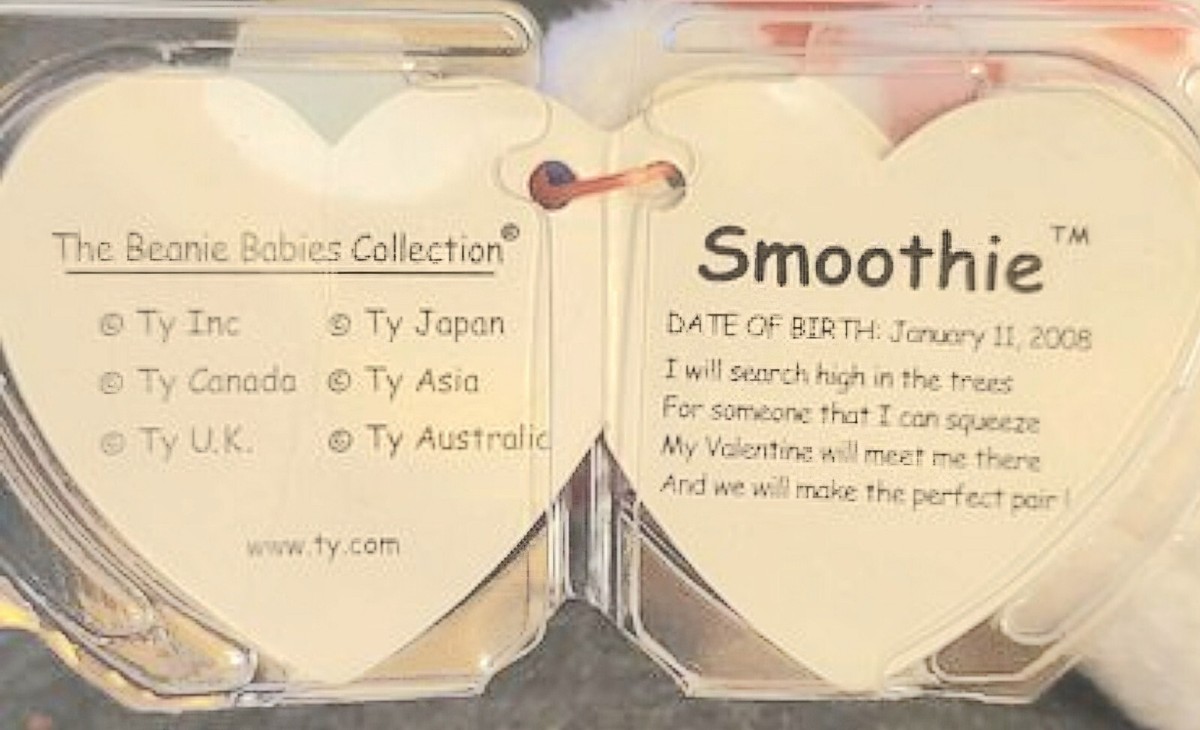 The Beanie Babies Collection®
© Ty Inc © Ty Japan
© Ty Canada © Ty Asia
© Ty U.K. © Ty Australia
www.ty.com
Smoothie™
DATE OF BIRTH: January 11, 2008
I will search high in the trees
For someone that I can squeeze
My Valentine will meet me there
And we will make the perfect pair!